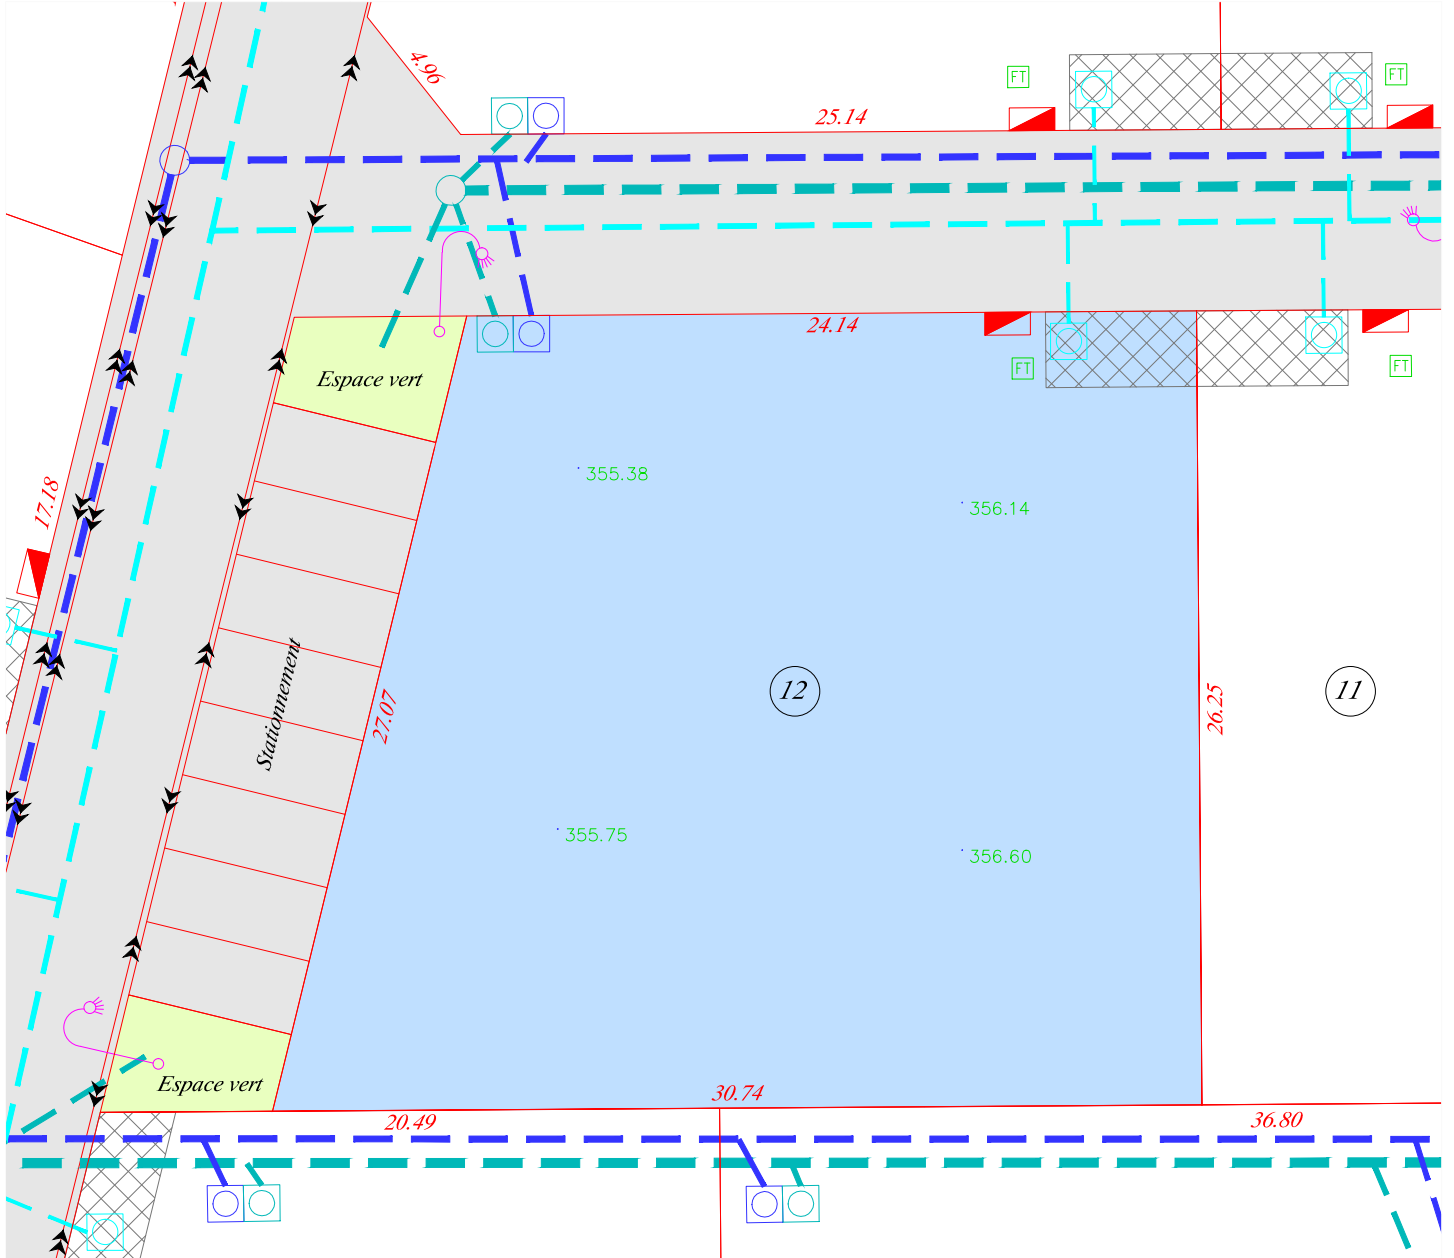 4.96
FT
FT
25.14
24.14
FT
FT
Espace vert
355.38
356.14
17.18
Stationnement
27.07
12
26.25
11
355.75
356.60
Espace vert
30.74
20.49
36.80